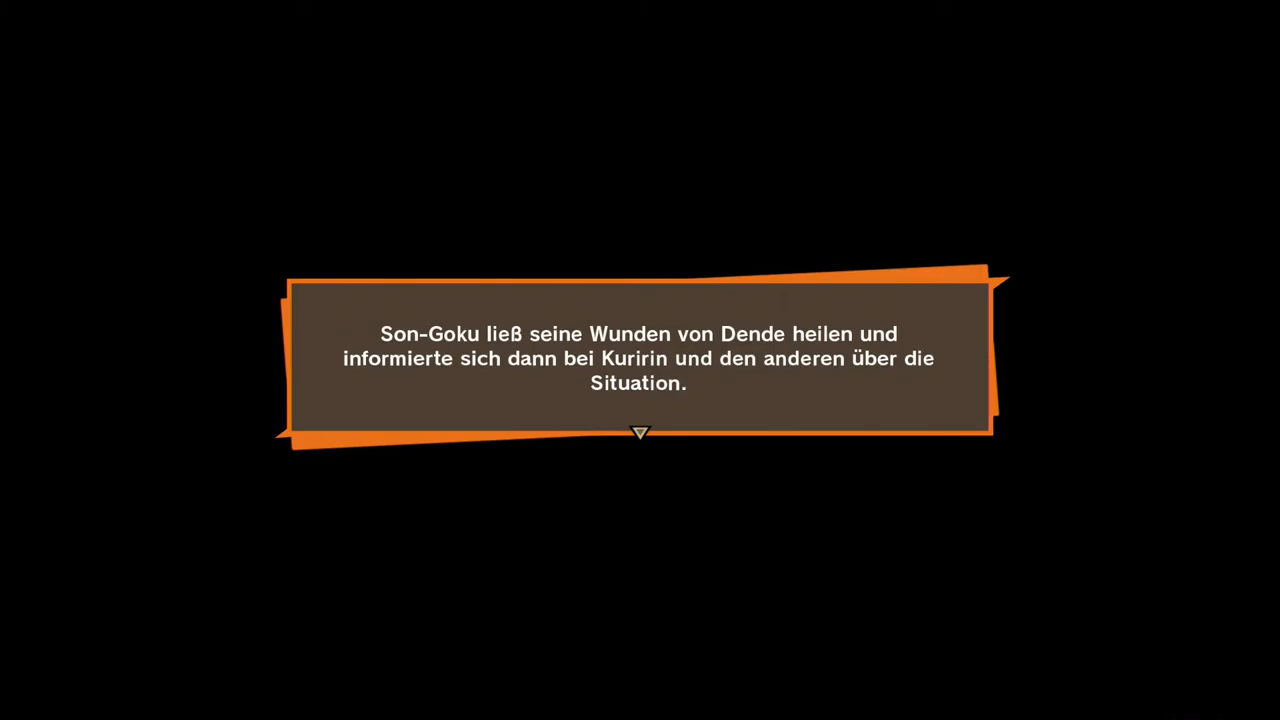 Son-Goku ließ seine Wunden von Dende heilen und
informierte sich dann bei Kuririn und den anderen über die
Situation.